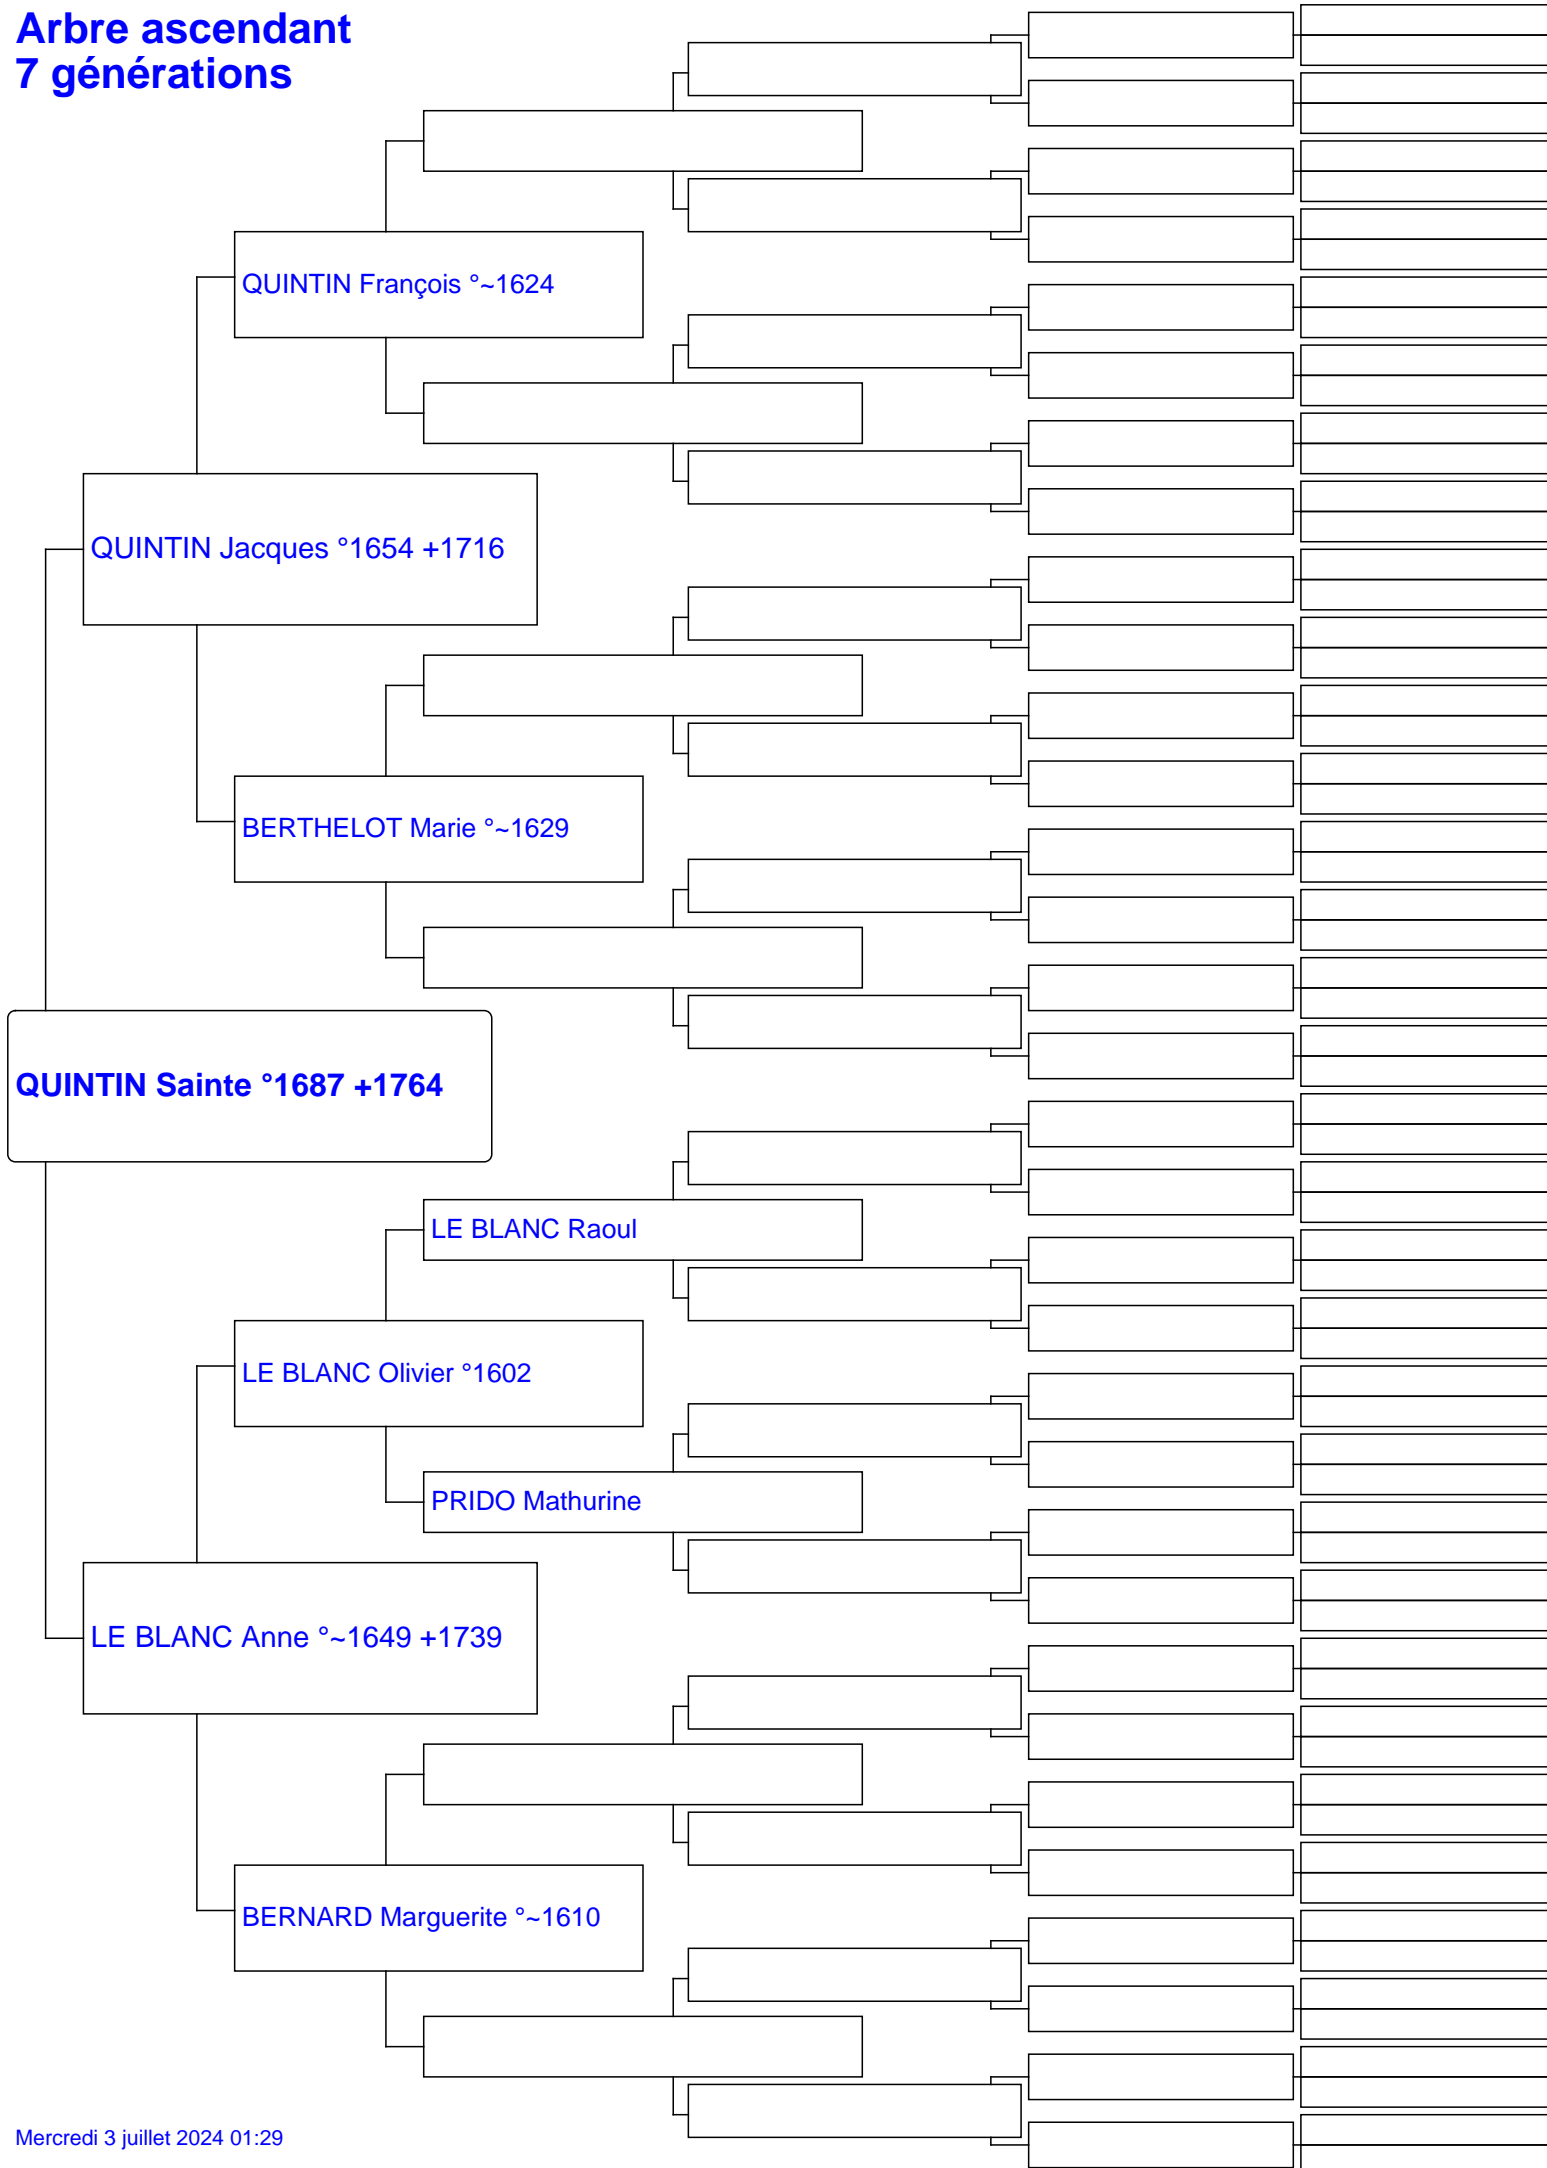 Arbre ascendant
7 générations
QUINTIN François °~1624
QUINTIN Jacques °1654 +1716
BERTHELOT Marie °~1629
QUINTIN Sainte °1687 +1764
LE BLANC Raoul
LE BLANC Olivier °1602
PRIDO Mathurine
LE BLANC Anne °~1649 +1739
BERNARD Marguerite °~1610
Mercredi 3 juillet 2024 01:29